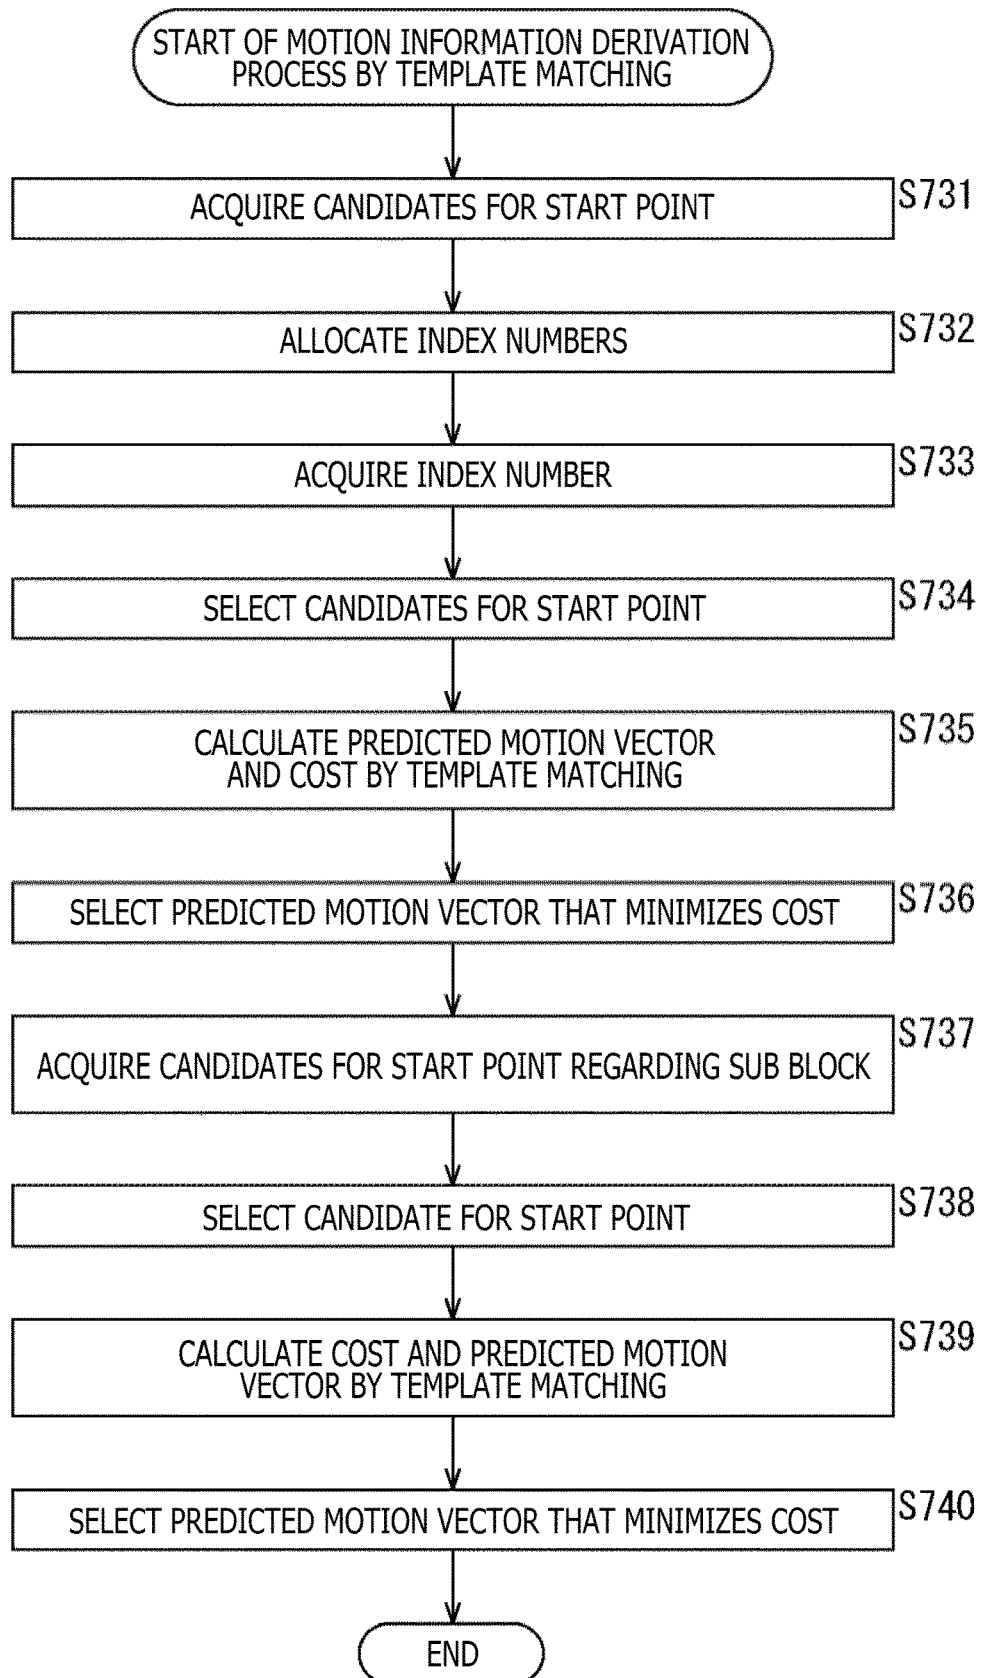 START OF MOTION INFORMATION DERIVATION
PROCESS BY TEMPLATE MATCHING
S731
ACQUIRE CANDIDATES FOR START POINT
S732
ALLOCATE INDEX NUMBERS
S733
ACQUIRE INDEX NUMBER
S734
SELECT CANDIDATES FOR START POINT
S735
CALCULATE PREDICTED MOTION VECTOR
AND COST BY TEMPLATE MATCHING
S736
SELECT PREDICTED MOTION VECTOR THAT MINIMIZES COST
S737
ACQUIRE CANDIDATES FOR START POINT REGARDING SUB BLOCK
S738
SELECT CANDIDATE FOR START POINT
S739
CALCULATE COST AND PREDICTED MOTION
VECTOR BY TEMPLATE MATCHING
S740
SELECT PREDICTED MOTION VECTOR THAT MINIMIZES COST
END